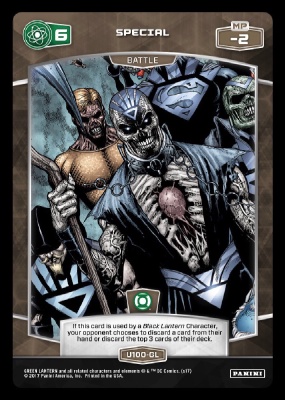 6
SPECIAL
MP
-2
BATTLE
If this card is used by a Black Lantern Character,
your opponent chooses to discard a card from their
hand or discard the top 3 cards of their deck.
U100-GL
GREEN LANTERN and all related characters and elements © & ™ DC Comics. (s17)
© 2017 Panini America, Inc. Printed in the USA.
PANINI